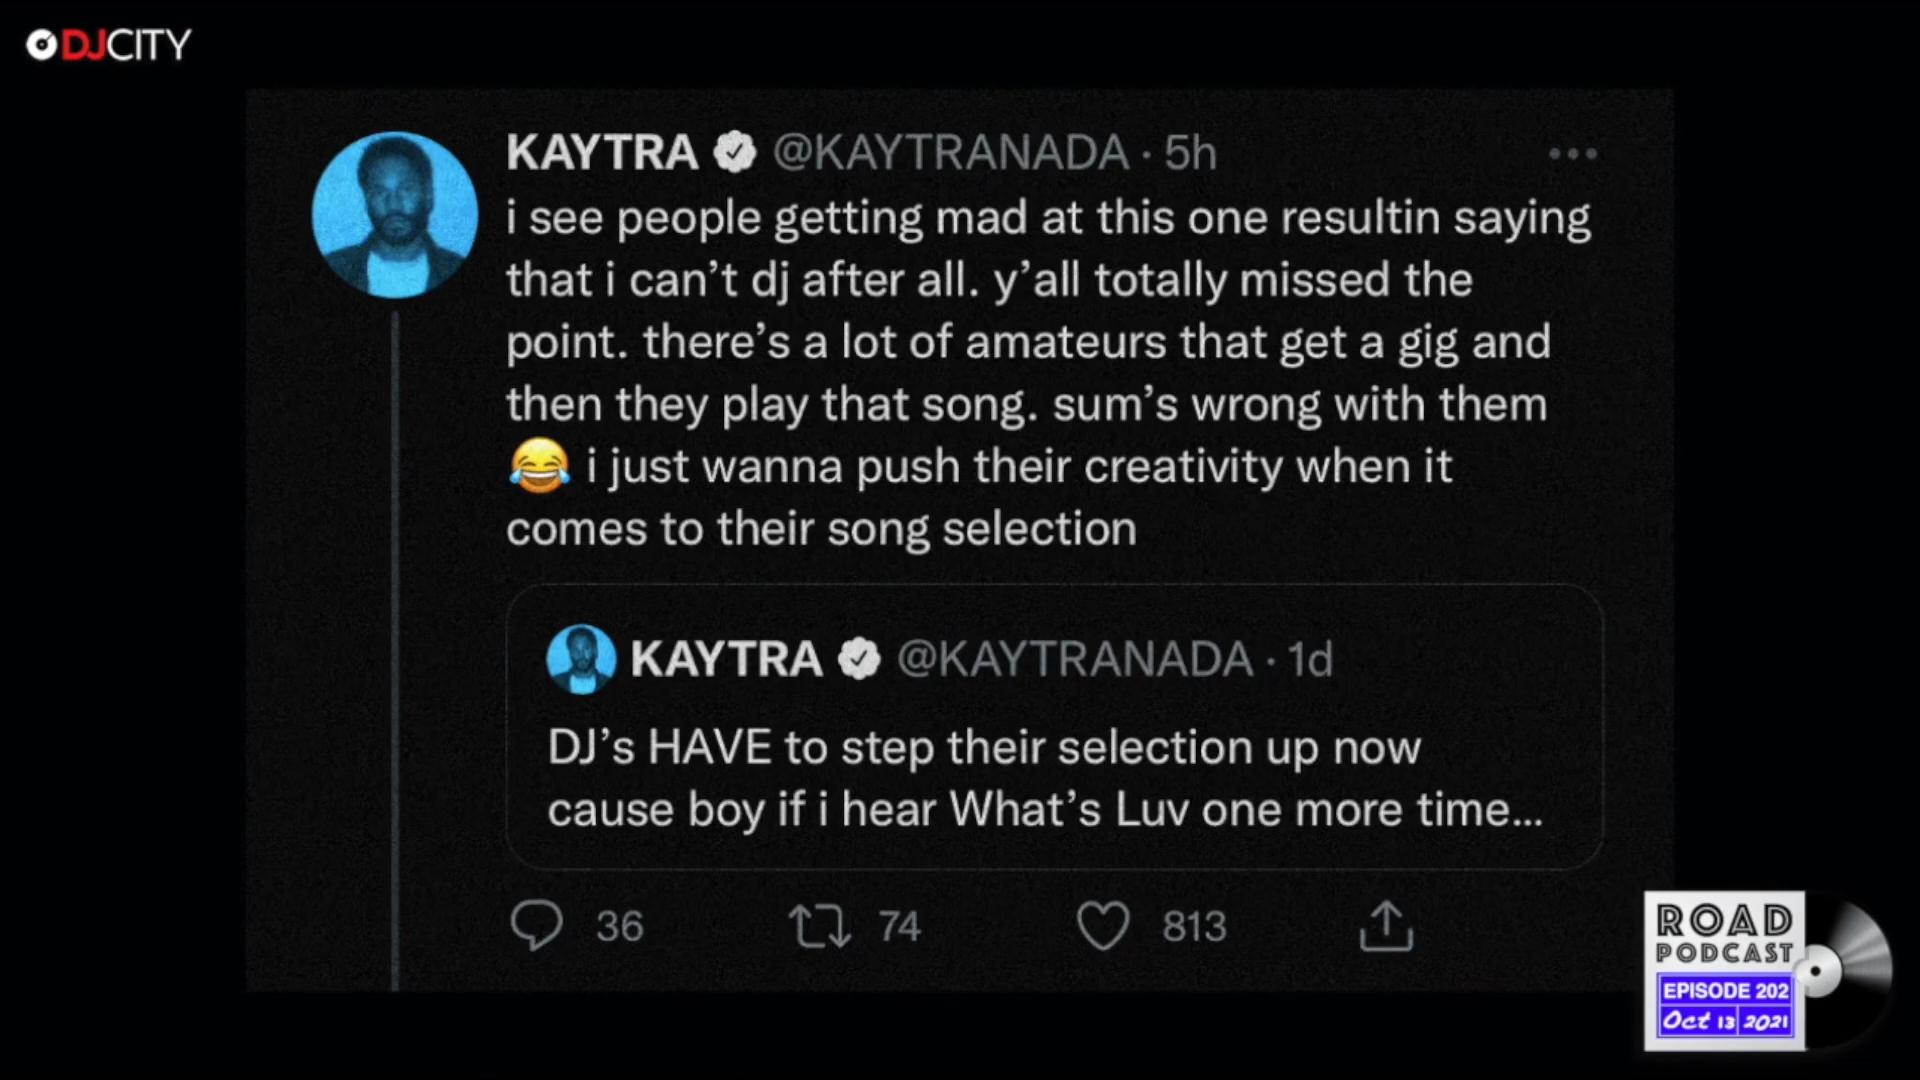 DJCITY
KAYTRA @KAYTRANADA · 5h
i see people getting mad at this one resultin saying
that i can’t dj after all. y’all totally missed the
point. there’s a lot of amateurs that get a gig and
then they play that song. sum’s wrong with them
😂 i just wanna push their creativity when it
comes to their song selection
KAYTRA @KAYTRANADA · 1d
DJ’s HAVE to step their selection up now
cause boy if i hear What’s Luv one more time...
36 74 813
ROAD
PODCAST
EPISODE 202
Oct 13 2021